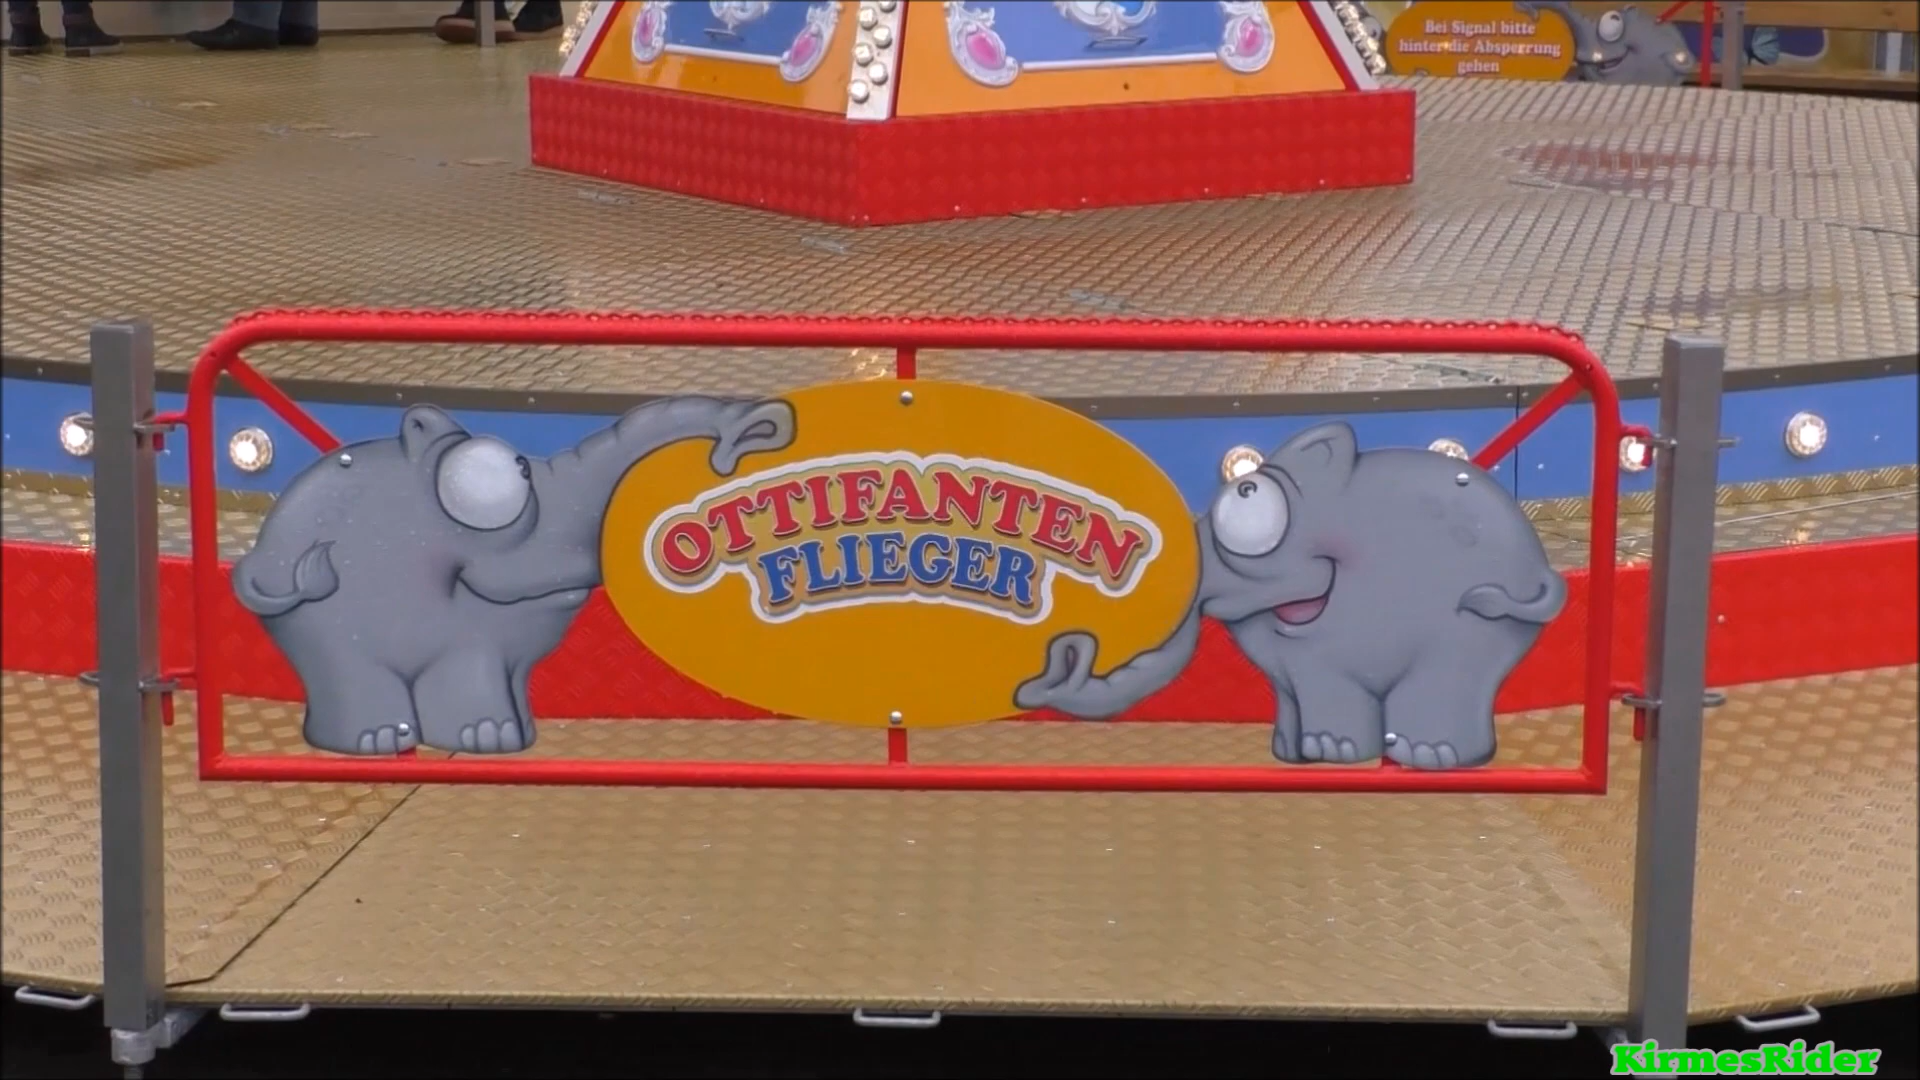 Bei Signal bitte
hinter die Absperrung
gehen
OTTIFANTEN
FLIEGER
KirmesRider